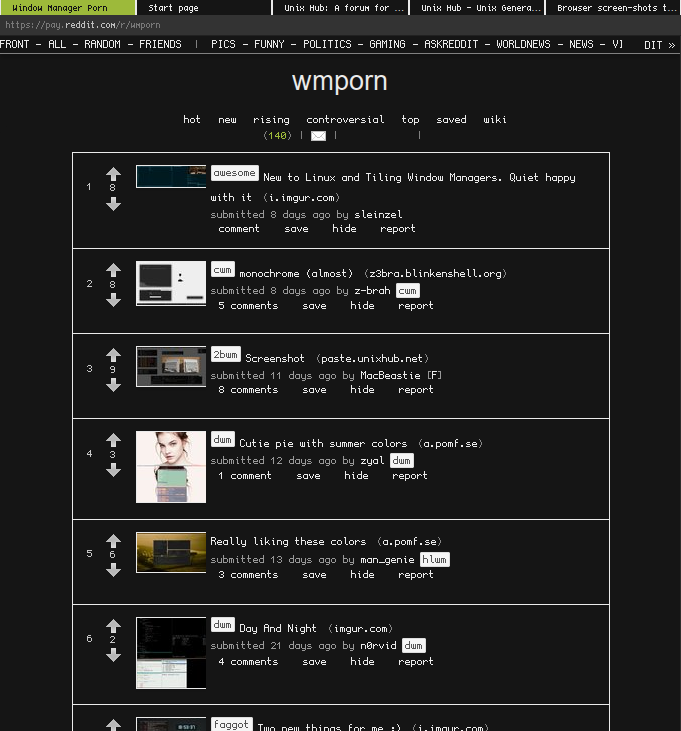 Window Manager Porn Start page Unix Hub: A forum for ... Unix Hub - Unix Genera... Browser screen-shots t...
https://pay.reddit.com/r/wmporn
FRONT - ALL - RANDOM - FRIENDS | PICS - FUNNY - POLITICS - GAMING - ASKREDDIT - WORLDNEWS - NEWS - VI DIT »
wmporn
hot new rising controversial top saved wiki
(140) | | |
1 8 awesome New to Linux and Tiling Window Managers. Quiet happy
with it (i.imgur.com)
submitted 8 days ago by sleinzel
comment save hide report
2 8 cwm monochrome (almost) (z3bra.blinkenshell.org)
submitted 8 days ago by z-brah cwm
5 comments save hide report
3 9 2bwm Screenshot (paste.unixhub.net)
submitted 11 days ago by MacBeastie [F]
8 comments save hide report
4 3 dwm Cutie pie with summer colors (a.pomf.se)
submitted 12 days ago by zyal dwm
1 comment save hide report
5 6 Really liking these colors (a.pomf.se)
submitted 13 days ago by man_genie hlwm
3 comments save hide report
6 2 dwm Day And Night (imgur.com)
submitted 21 days ago by n0rvid dwm
4 comments save hide report
faggot Two new things for me :) (i.imgur.com)